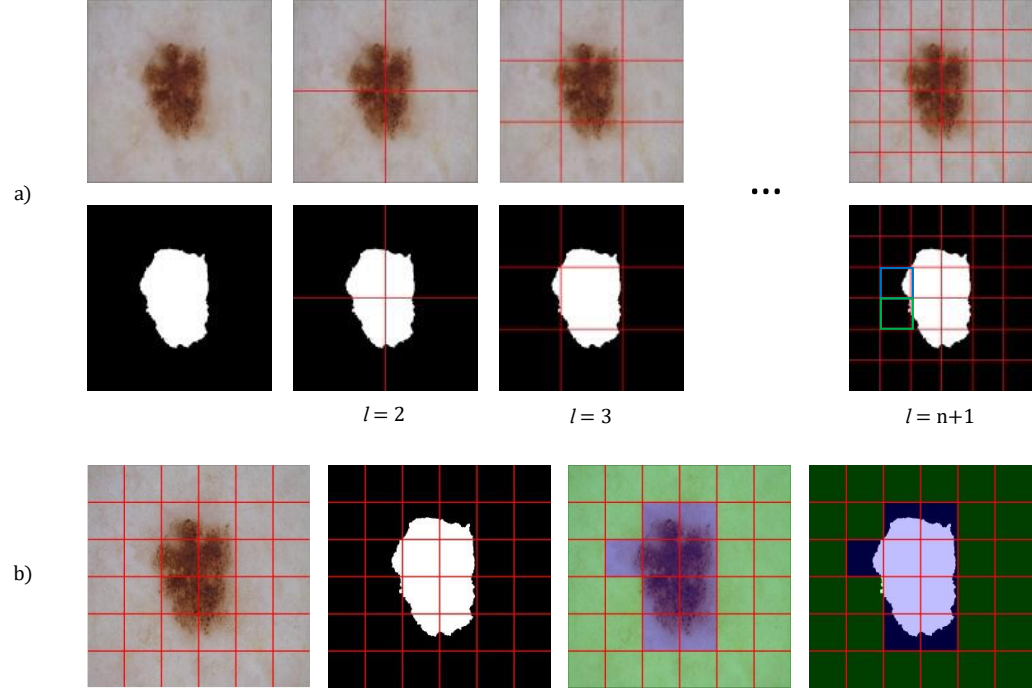 a)
...
l = 2
l = 3
l = n+1
b)